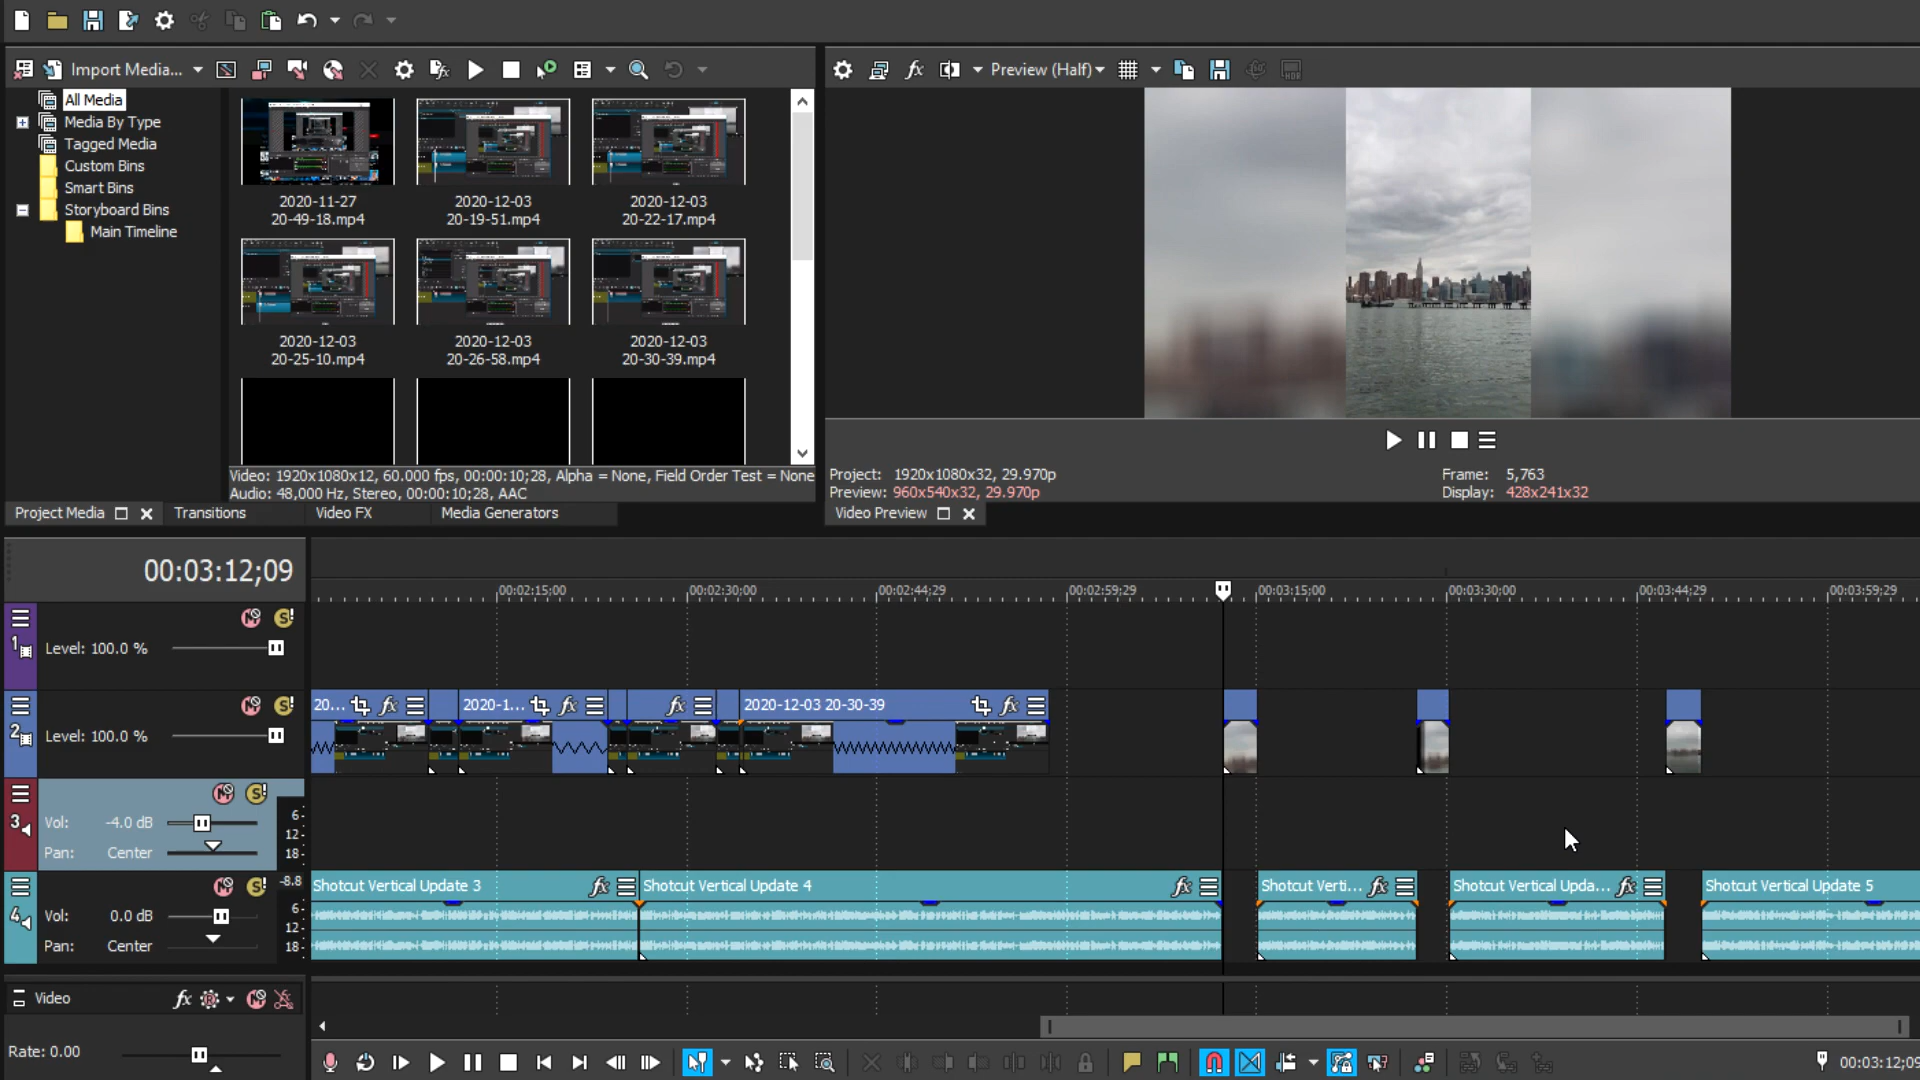 Import Media...
Preview (Half)
All Media
Media By Type
Tagged Media
Custom Bins
Smart Bins
Storyboard Bins
Main Timeline
2020-11-27
20-49-18.mp4
2020-12-03
20-19-51.mp4
2020-12-03
20-22-17.mp4
2020-12-03
20-25-10.mp4
2020-12-03
20-26-58.mp4
2020-12-03
20-30-39.mp4
Video: 1920x1080x12, 60.000 fps, 00:00:10;28, Alpha = None, Field Order Test = None
Audio: 48,000 Hz, Stereo, 00:00:10;28, AAC
Project Media
Transitions
Video FX
Media Generators
Project: 1920x1080x32, 29.970p
Preview: 960x540x32, 29.970p
Frame: 5,763
Display: 428x241x32
Video Preview
00:03:12;09
00:02:15;00
00:02:30;00
00:02:44;29
00:02:59;29
00:03:15;00
00:03:30;00
00:03:44;29
00:03:59;29
1
Level: 100.0 %
2
Level: 100.0 %
20...
2020-1...
2020-12-03 20-30-39
3
Vol: -4.0 dB
Pan: Center
6-
12-
18-
4
Vol: 0.0 dB
Pan: Center
-8.8
6-
12-
18-
Shotcut Vertical Update 3
Shotcut Vertical Update 4
Shotcut Verti...
Shotcut Vertical Upda...
Shotcut Vertical Update 5
Video
Rate: 0.00
00:03:12;09